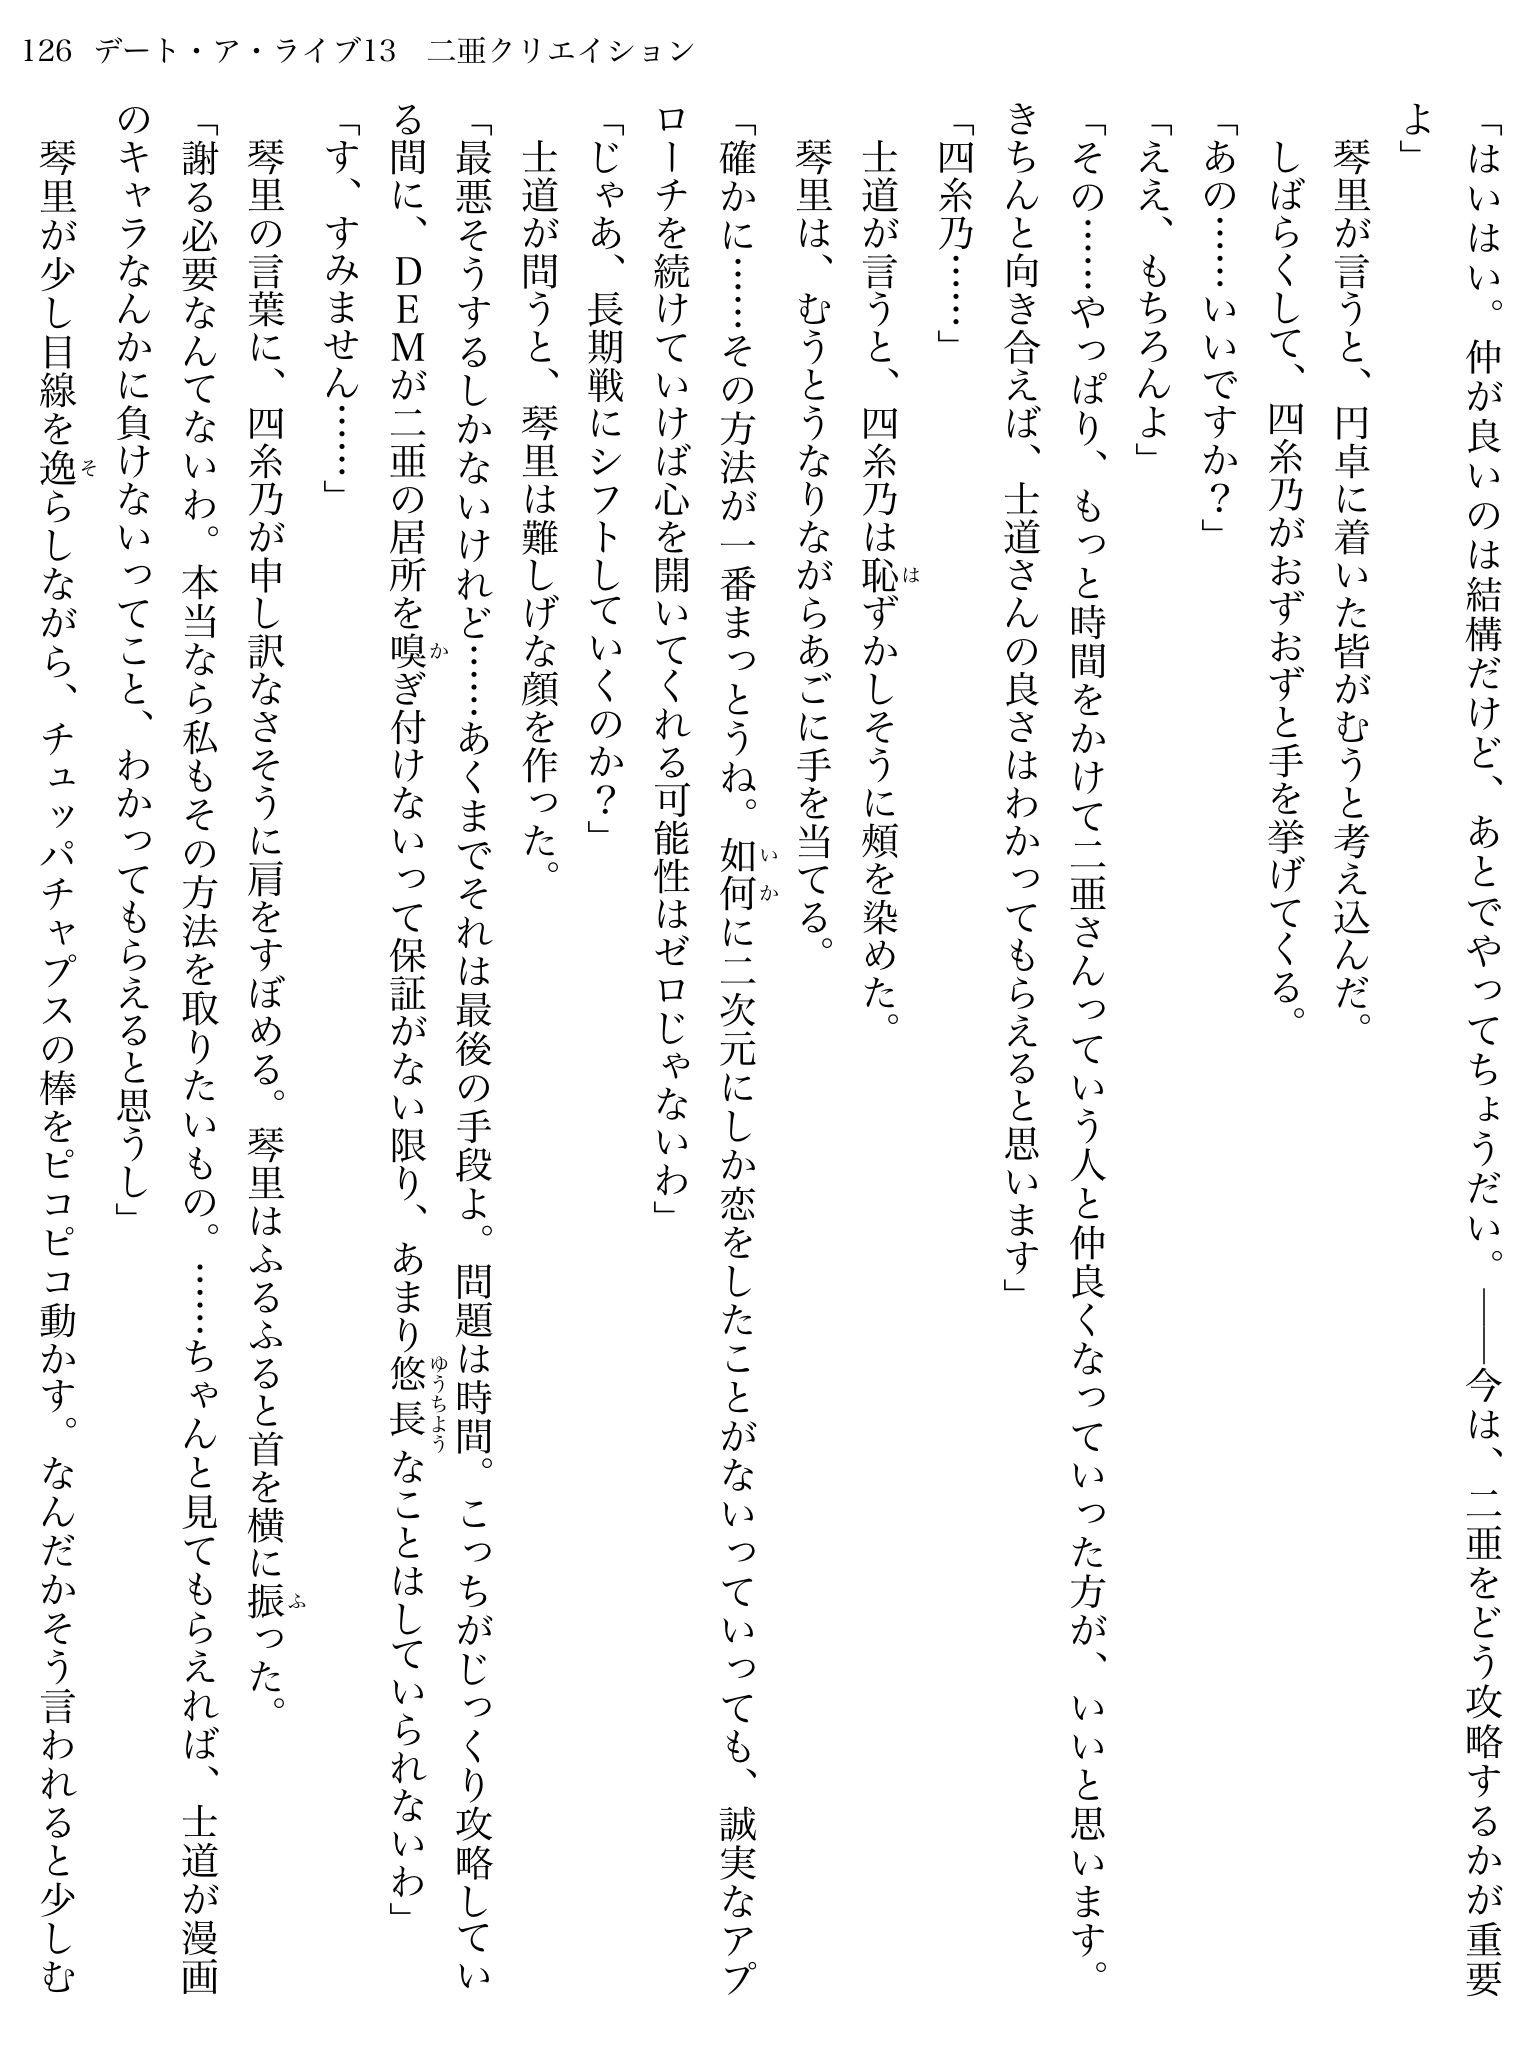 126 デート・ア・ライブ13　二亜クリエイション
「はいはい。仲が良いのは結構だけど、あとでやってちょうだい。――今は、二亜をどう攻略するかが重要
よ」
　琴里が言うと、円卓に着いた皆がむうと考え込んだ。
　しばらくして、四糸乃がおずおずと手を挙げてくる。
「あの……いいですか？」
「ええ、もちろんよ」
「その……やっぱり、もっと時間をかけて二亜さんっていう人と仲良くなっていった方が、いいと思います。
きちんと向き合えば、士道さんの良さはわかってもらえると思います」
「四糸乃……」
　士道が言うと、四糸乃は恥ずかしそうに頰を染めた。
　琴里は、むうとうなりながらあごに手を当てる。
「確かに……その方法が一番まっとうね。如何に二次元にしか恋をしたことがないっていっても、誠実なアプ
ローチを続けていけば心を開いてくれる可能性はゼロじゃないわ」
「じゃあ、長期戦にシフトしていくのか？」
　士道が問うと、琴里は難しげな顔を作った。
「最悪そうするしかないけれど……あくまでそれは最後の手段よ。問題は時間。こっちがじっくり攻略してい
る間に、ＤＥＭが二亜の居所を嗅ぎ付けないって保証がない限り、あまり悠長なことはしていられないわ」
「す、すみません……」
　琴里の言葉に、四糸乃が申し訳なさそうに肩をすぼめる。琴里はふるふると首を横に振った。
「謝る必要なんてないわ。本当なら私もその方法を取りたいもの。……ちゃんと見てもらえれば、士道が漫画
のキャラなんかに負けないってこと、わかってもらえると思うし」
　琴里が少し目線を逸らしながら、チュッパチャプスの棒をピコピコ動かす。なんだかそう言われると少しむ